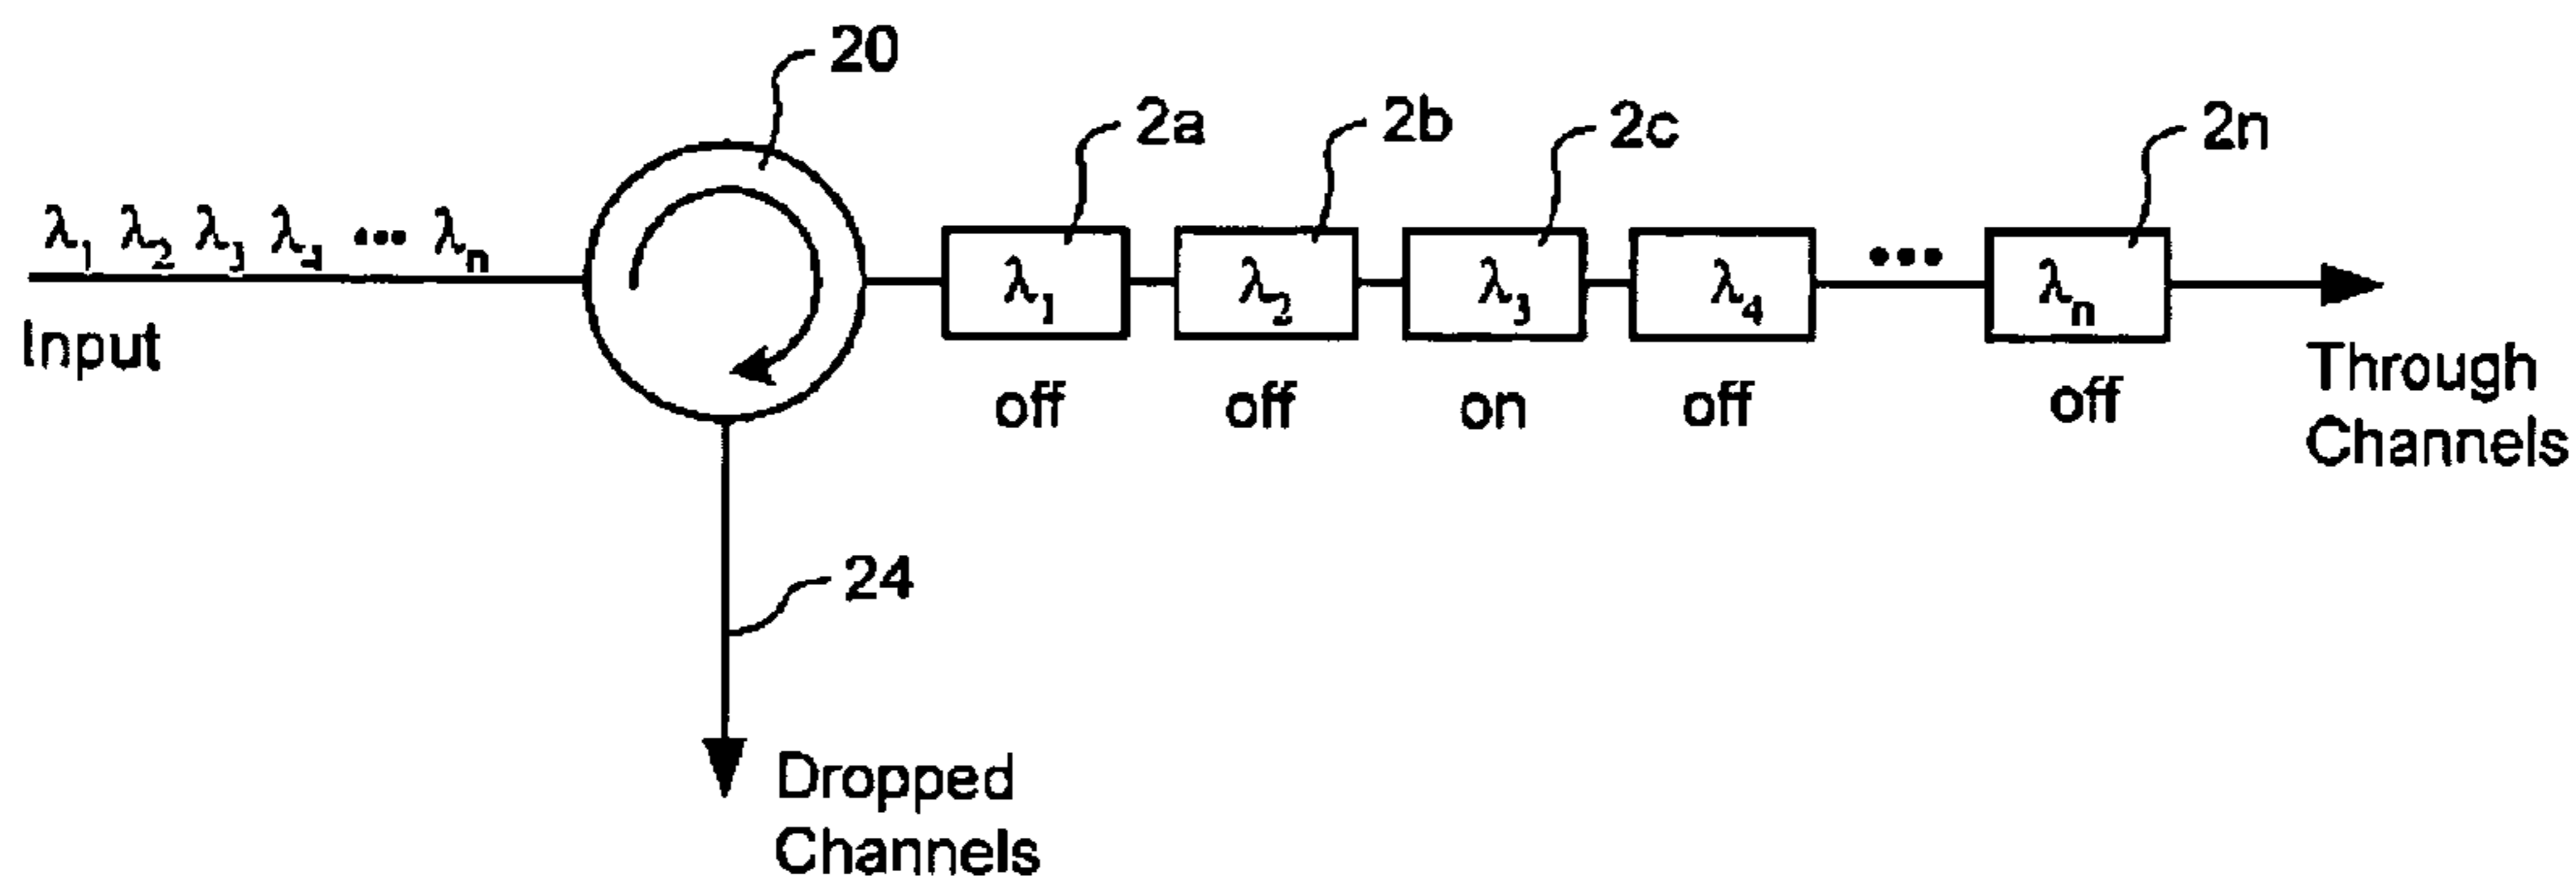 20
2a 2b 2c 2n
λ₁ λ₂ λ₃ λ₄ ••• λₙ
λ₁ λ₂ λ₃ λ₄ ••• λₙ
Input
off off on off off
Through
Channels
24
Dropped
Channels